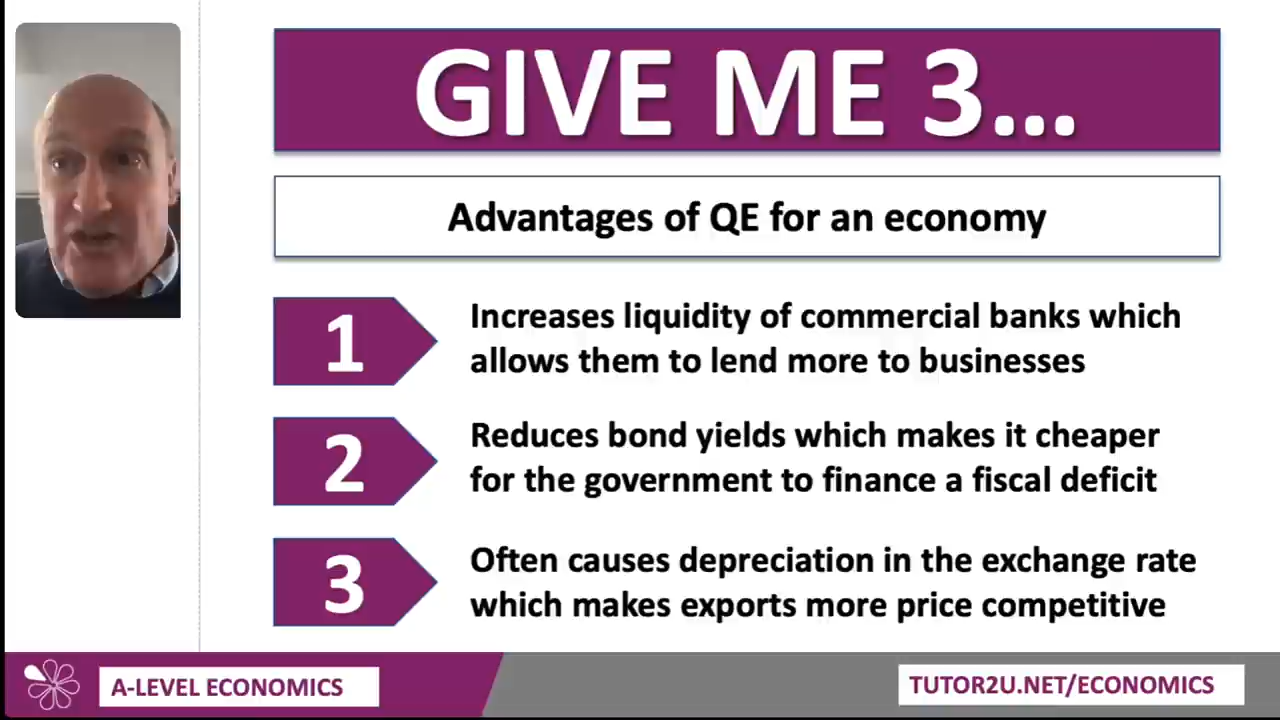 GIVE ME 3...
Advantages of QE for an economy
1
Increases liquidity of commercial banks which
allows them to lend more to businesses
2
Reduces bond yields which makes it cheaper
for the government to finance a fiscal deficit
3
Often causes depreciation in the exchange rate
which makes exports more price competitive
A-LEVEL ECONOMICS
TUTOR2U.NET/ECONOMICS